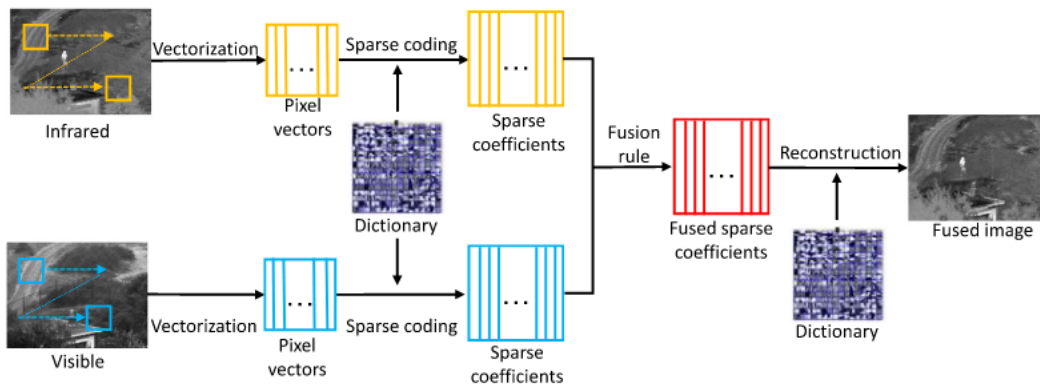 Vectorization
Sparse coding
...
...
Infrared
Pixel
vectors
Sparse
coefficients
Dictionary
Fusion
rule
...
Fused sparse
coefficients
Reconstruction
Dictionary
Fused image
Visible
Vectorization
...
Pixel
vectors
Sparse coding
...
Sparse
coefficients